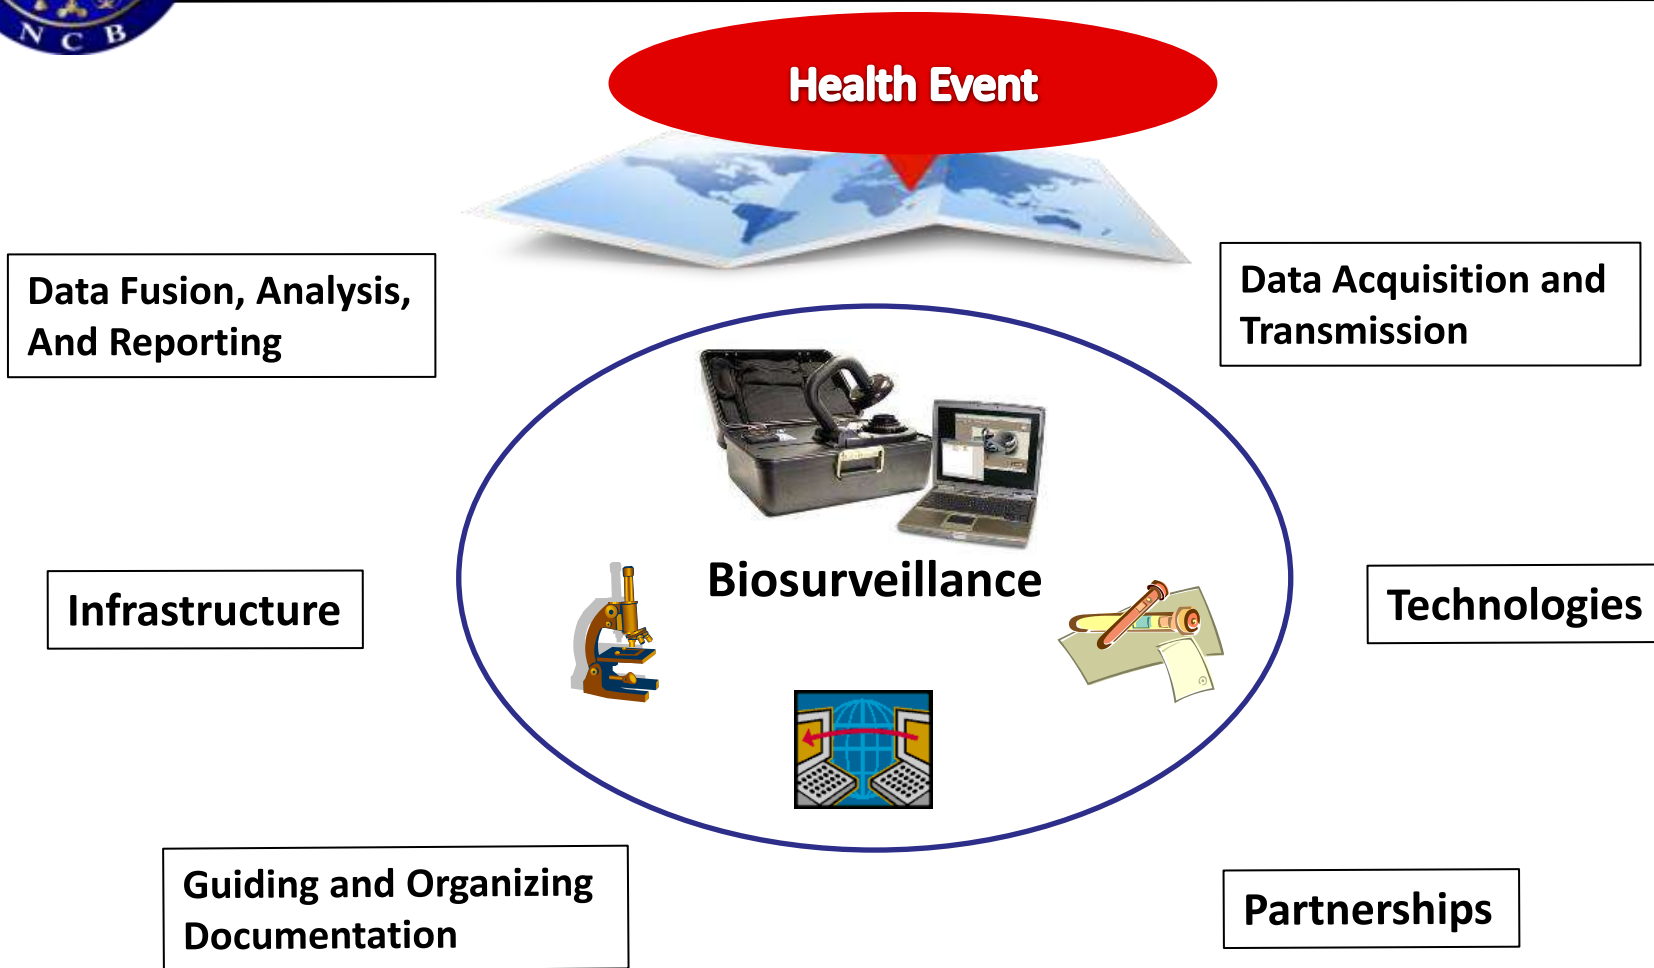 N C B
Health Event
Data Fusion, Analysis,
And Reporting
Data Acquisition and
Transmission
Biosurveillance
Infrastructure
Technologies
Guiding and Organizing
Documentation
Partnerships